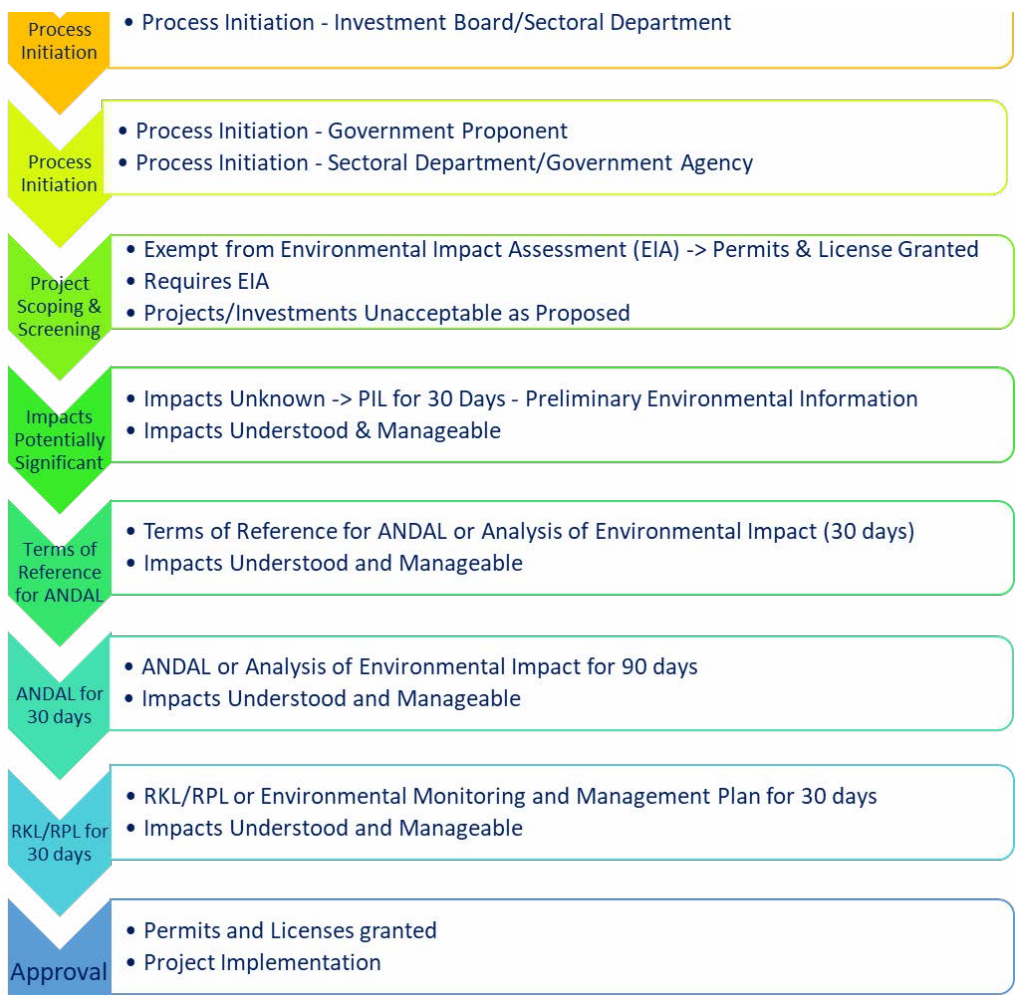 Process
Initiation
• Process Initiation - Investment Board/Sectoral Department
Process
Initiation
• Process Initiation - Government Proponent
• Process Initiation - Sectoral Department/Government Agency
Project
Scoping &
Screening
• Exempt from Environmental Impact Assessment (EIA) -> Permits & License Granted
• Requires EIA
• Projects/Investments Unacceptable as Proposed
Impacts
Potentially
Significant
• Impacts Unknown -> PIL for 30 Days - Preliminary Environmental Information
• Impacts Understood & Manageable
Terms of
Reference
for ANDAL
• Terms of Reference for ANDAL or Analysis of Environmental Impact (30 days)
• Impacts Understood and Manageable
ANDAL for
30 days
• ANDAL or Analysis of Environmental Impact for 90 days
• Impacts Understood and Manageable
RKL/RPL for
30 days
• RKL/RPL or Environmental Monitoring and Management Plan for 30 days
• Impacts Understood and Manageable
Approval
• Permits and Licenses granted
• Project Implementation